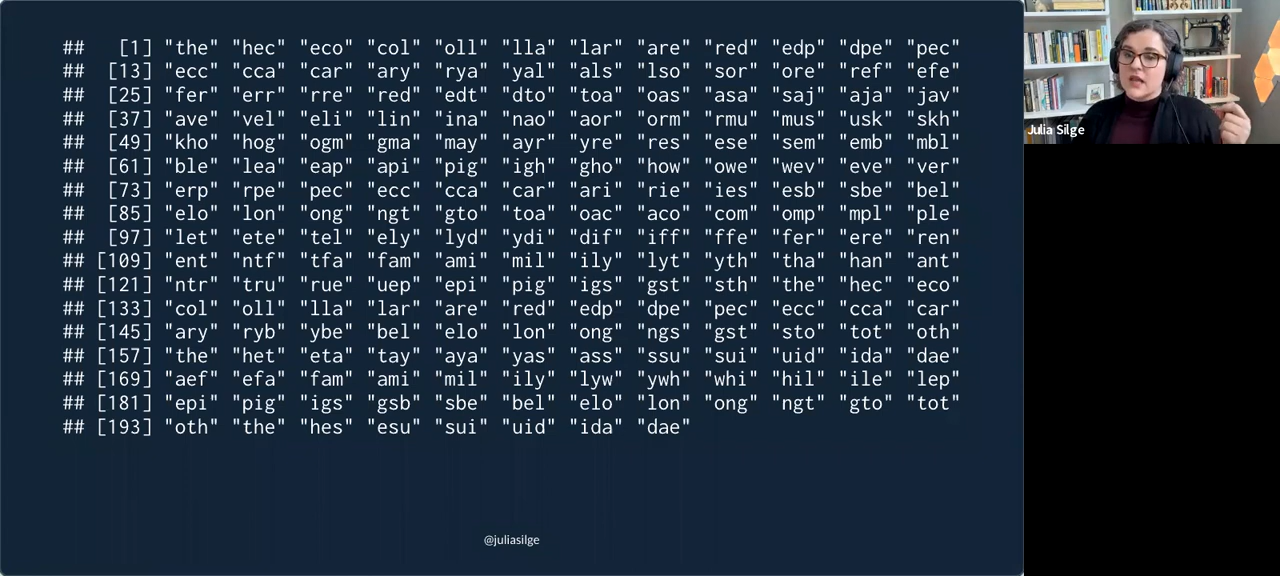 ##   [1] "the" "hec" "eco" "col" "oll" "lla" "lar" "are" "red" "edp" "dpe" "pec"
##  [13] "ecc" "cca" "car" "ary" "rya" "yal" "als" "lso" "sor" "ore" "ref" "efe"
##  [25] "fer" "err" "rre" "red" "edt" "dto" "toa" "oas" "asa" "saj" "aja" "jav"
##  [37] "ave" "vel" "eli" "lin" "ina" "nao" "aor" "orm" "rmu" "mus" "usk" "skh"
##  [49] "kho" "hog" "ogm" "gma" "may" "ayr" "yre" "res" "ese" "sem" "emb" "mbl"
##  [61] "ble" "lea" "eap" "api" "pig" "igh" "gho" "how" "owe" "wev" "eve" "ver"
##  [73] "erp" "rpe" "pec" "ecc" "cca" "car" "ari" "rie" "ies" "esb" "sbe" "bel"
##  [85] "elo" "lon" "ong" "ngt" "gto" "toa" "oac" "aco" "com" "omp" "mpl" "ple"
##  [97] "let" "ete" "tel" "ely" "lyd" "ydi" "dif" "iff" "ffe" "fer" "ere" "ren"
## [109] "ent" "ntf" "tfa" "fam" "ami" "mil" "ily" "lyt" "yth" "tha" "han" "ant"
## [121] "ntr" "tru" "rue" "uep" "epi" "pig" "igs" "gst" "sth" "the" "hec" "eco"
## [133] "col" "oll" "lla" "lar" "are" "red" "edp" "dpe" "pec" "ecc" "cca" "car"
## [145] "ary" "ryb" "ybe" "bel" "elo" "lon" "ong" "ngs" "gst" "sto" "tot" "oth"
## [157] "the" "het" "eta" "tay" "aya" "yas" "ass" "ssu" "sui" "uid" "ida" "dae"
## [169] "aef" "efa" "fam" "ami" "mil" "ily" "lyw" "ywh" "whi" "hil" "ile" "lep"
## [181] "epi" "pig" "igs" "gsb" "sbe" "bel" "elo" "lon" "ong" "ngt" "gto" "tot"
## [193] "oth" "the" "hes" "esu" "sui" "uid" "ida" "dae"
@juliasilge
Julia Silge